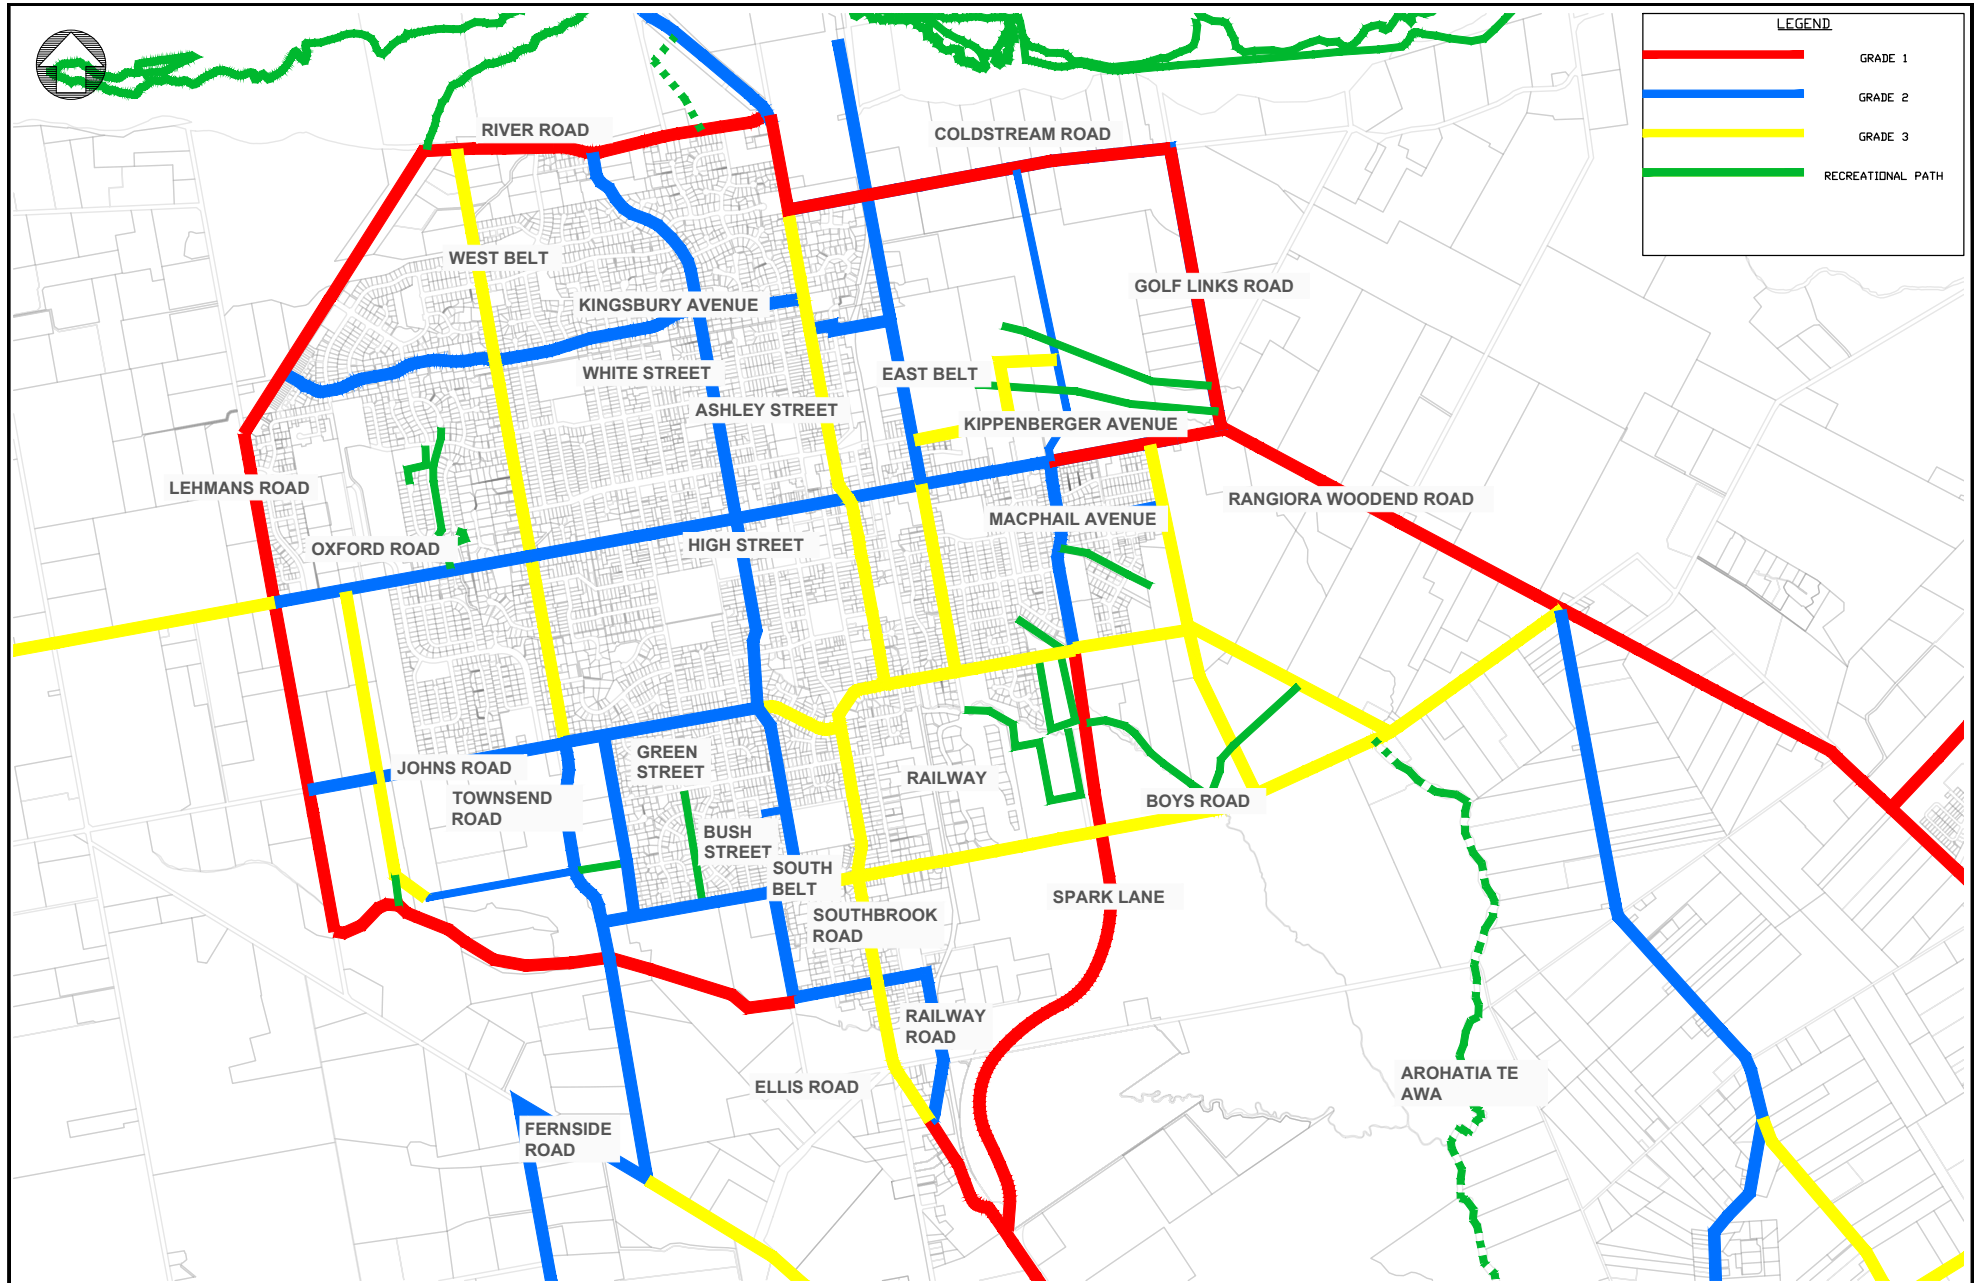 LEGEND
GRADE 1
GRADE 2
GRADE 3
RECREATIONAL PATH
RIVER ROAD
COLDSTREAM ROAD
WEST BELT
GOLF LINKS ROAD
KINGSBURY AVENUE
WHITE STREET
EAST BELT
ASHLEY STREET
KIPPENBERGER AVENUE
LEHMANS ROAD
RANGIORA WOODEND ROAD
MACPHAIL AVENUE
OXFORD ROAD
HIGH STREET
GREEN
STREET
JOHNS ROAD
RAILWAY
TOWNSEND
ROAD
BOYS ROAD
BUSH
STREET
SOUTH
BELT
SPARK LANE
SOUTHBROOK
ROAD
RAILWAY
ROAD
ELLIS ROAD
AROHATIA TE
AWA
FERNSIDE
ROAD